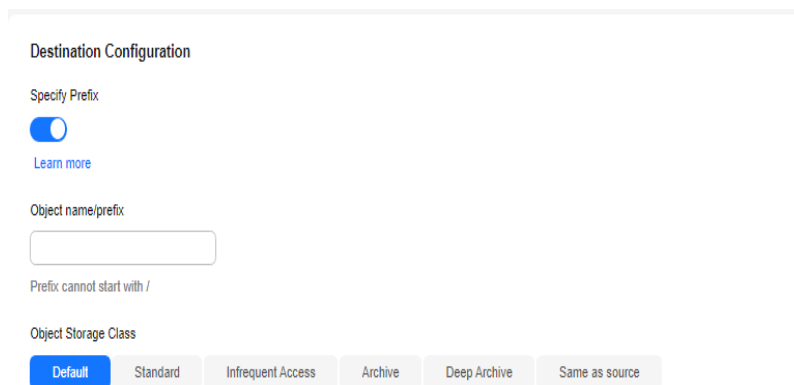 Destination Configuration
Specify Prefix
Learn more
Object name/prefix
Prefix cannot start with /
Object Storage Class
Default Standard Infrequent Access Archive Deep Archive Same as source